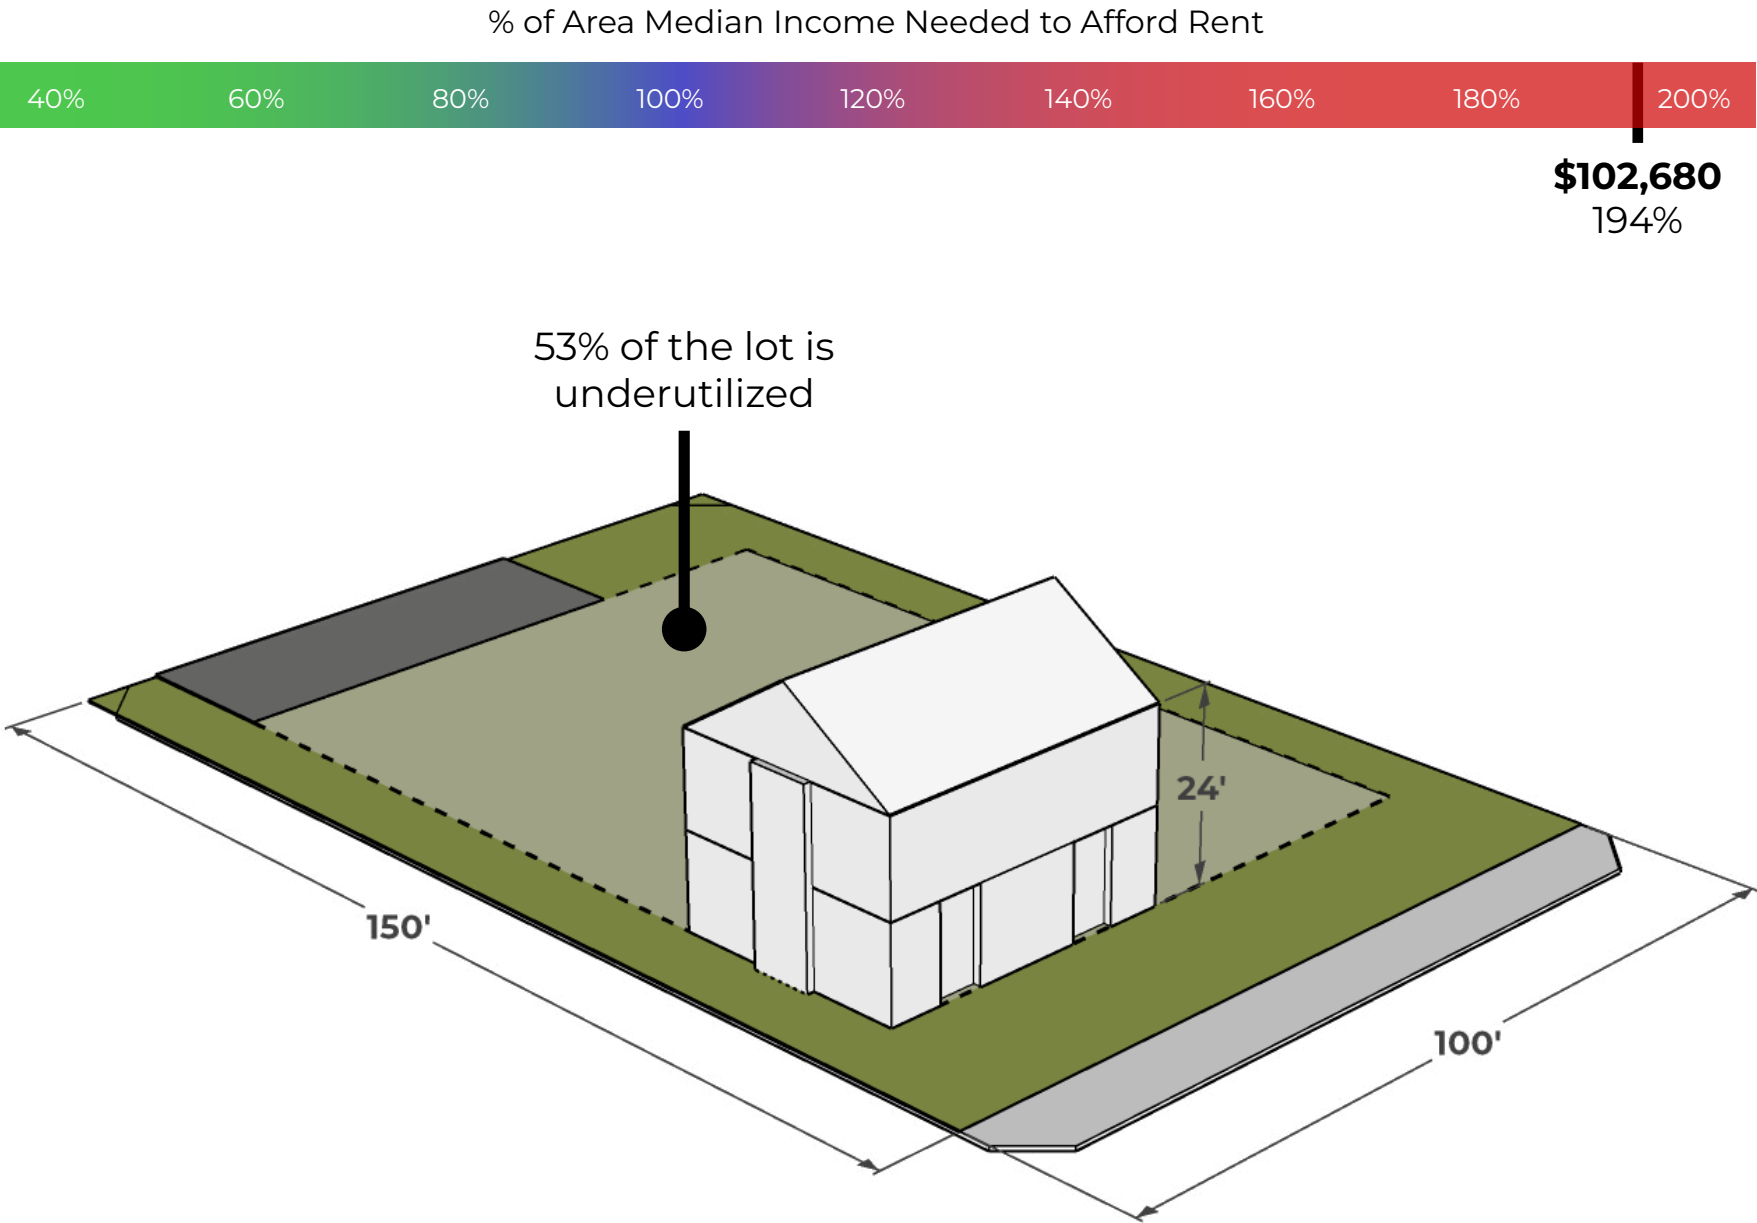 % of Area Median Income Needed to Afford Rent
40% 60% 80% 100% 120% 140% 160% 180% 200%
$102,680
194%
53% of the lot is
underutilized
24'
150'
100'